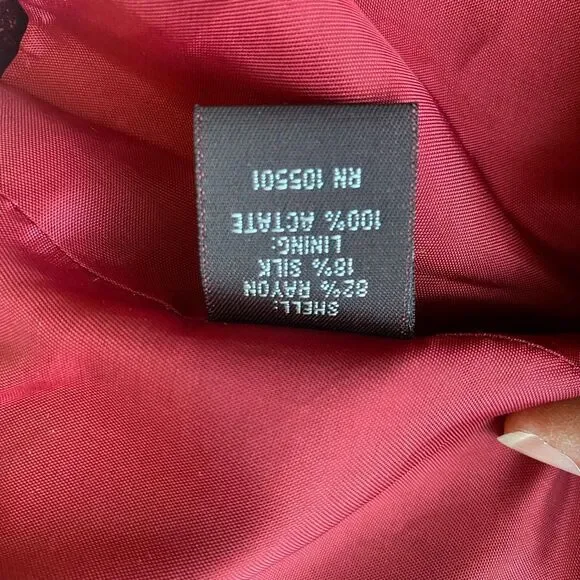 SHELL:
82% RAYON
18% SILK
LINING:
100% ACTATE
RN 105501